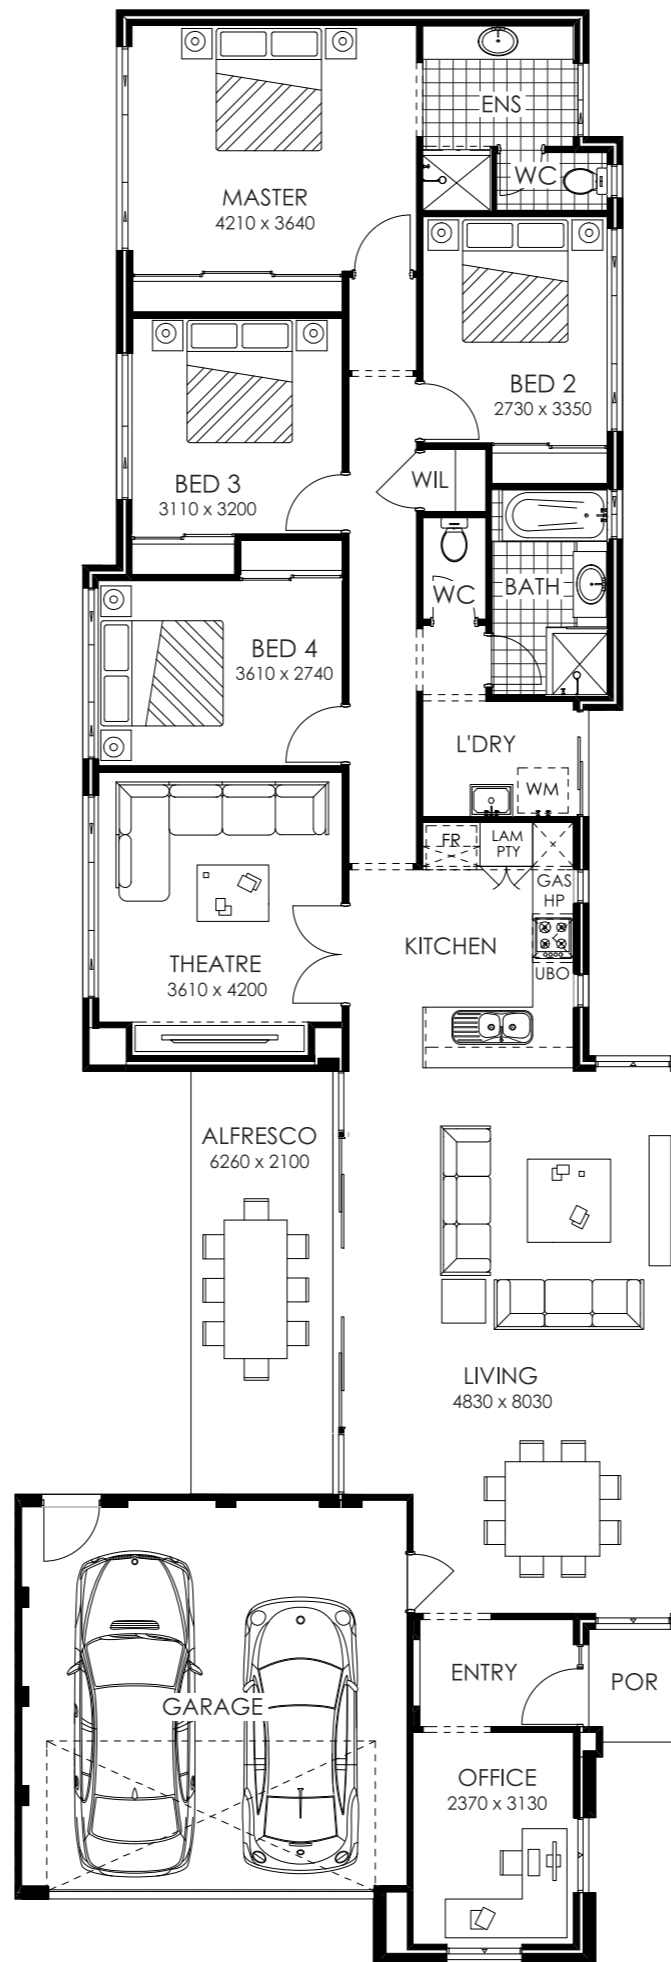 ENS
WC
MASTER
4210 x 3640
BED 2
2730 x 3350
BED 3
3110 x 3200
WIL
WC
BATH
BED 4
3610 x 2740
L'DRY
WM
FR
LAM
PTY
GAS
HP
KITCHEN
UBO
THEATRE
3610 x 4200
ALFRESCO
6260 x 2100
LIVING
4830 x 8030
ENTRY
POR
GARAGE
OFFICE
2370 x 3130